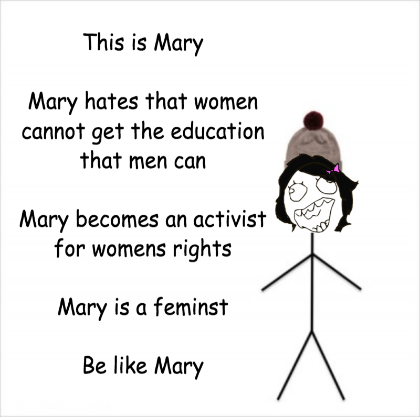 This is Mary
Mary hates that women
cannot get the education
that men can
Mary becomes an activist
for womens rights
Mary is a feminst
Be like Mary